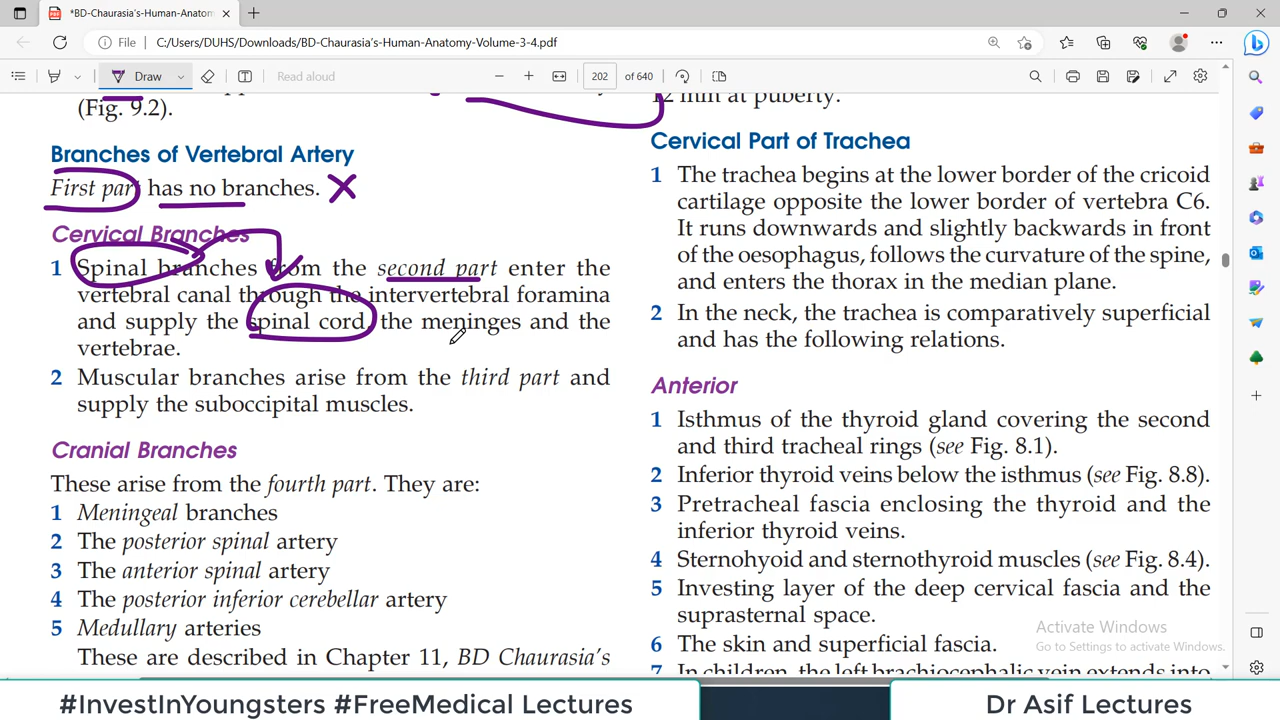 *BD-Chaurasia's-Human-Anatom
File
C:/Users/DUHS/Downloads/BD-Chaurasia's-Human-Anatomy-Volume-3-4.pdf
Draw
Read aloud
202
of 640
(Fig. 9.2).
Branches of Vertebral Artery
First part has no branches.
Cervical Branches
1 Spinal branches from the second part enter the
vertebral canal through the intervertebral foramina
and supply the spinal cord, the meninges and the
vertebrae.
2 Muscular branches arise from the third part and
supply the suboccipital muscles.
Cranial Branches
These arise from the fourth part. They are:
1 Meningeal branches
2 The posterior spinal artery
3 The anterior spinal artery
4 The posterior inferior cerebellar artery
5 Medullary arteries
These are described in Chapter 11, BD Chaurasia's
12 mm at puberty.
Cervical Part of Trachea
1 The trachea begins at the lower border of the cricoid
cartilage opposite the lower border of vertebra C6.
It runs downwards and slightly backwards in front
of the oesophagus, follows the curvature of the spine,
and enters the thorax in the median plane.
2 In the neck, the trachea is comparatively superficial
and has the following relations.
Anterior
1 Isthmus of the thyroid gland covering the second
and third tracheal rings (see Fig. 8.1).
2 Inferior thyroid veins below the isthmus (see Fig. 8.8).
3 Pretracheal fascia enclosing the thyroid and the
inferior thyroid veins.
4 Sternohyoid and sternothyroid muscles (see Fig. 8.4).
5 Investing layer of the deep cervical fascia and the
suprasternal space.
6 The skin and superficial fascia.
7 In children, the left brachiocephalic vein extends into
Activate Windows
Go to Settings to activate Windows.
#InvestInYoungsters #FreeMedical Lectures
Dr Asif Lectures